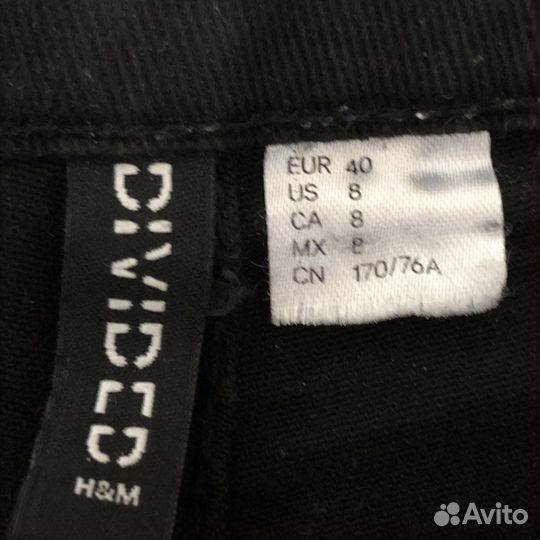 DIVIDED
H&M
EUR 40
US 8
CA 8
MX 8
CN 170/76A
Avito